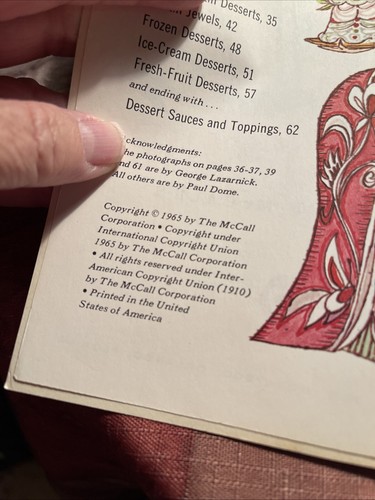 Desserts, 35
Jewels, 42
Frozen Desserts, 48
Ice-Cream Desserts, 51
Fresh-Fruit Desserts, 57
and ending with...
Dessert Sauces and Toppings, 62
cknowledgments:
he photographs on pages 36-37, 39
nd 61 are by George Lazarnick.
All others are by Paul Dome.
Copyright © 1965 by The McCall
Corporation • Copyright under
International Copyright Union
1965 by The McCall Corporation
• All rights reserved under Inter-
American Copyright Union (1910)
by The McCall Corporation
• Printed in the United
States of America